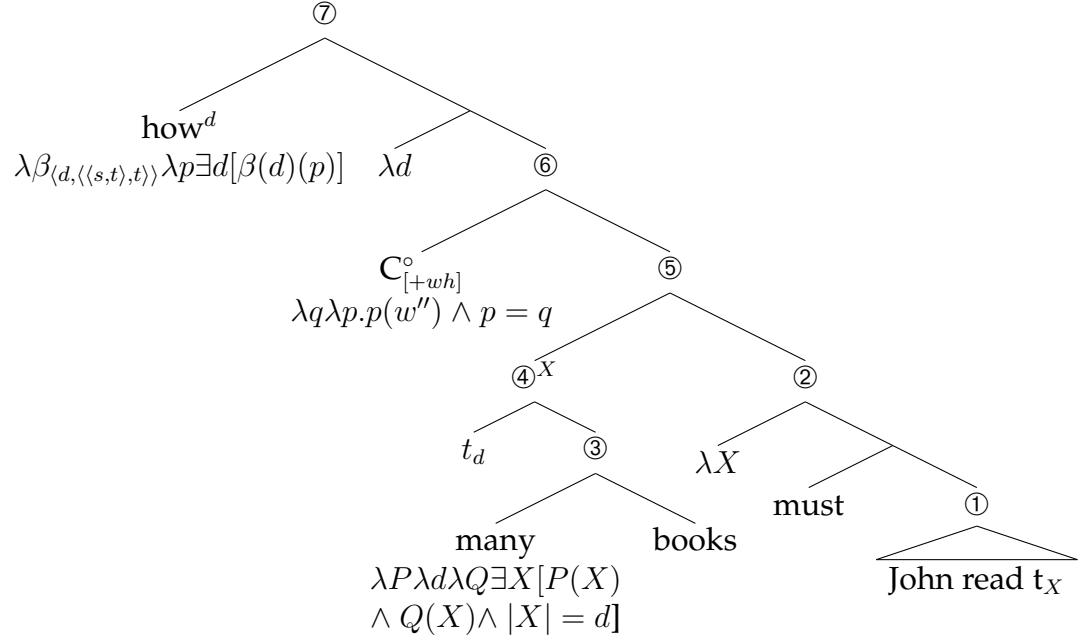 ⑦
how^d
λβ_{⟨d,⟨⟨s,t⟩,t⟩⟩}λp∃d[β(d)(p)]
λd
⑥
C°_{[+wh]}
λqλp.p(w′′) ∧ p = q
⑤
④^X
②
t_d
③
λX
must
①
many
books
John read t_X
λPλdλQ∃X[P(X)
∧ Q(X)∧ |X| = d]